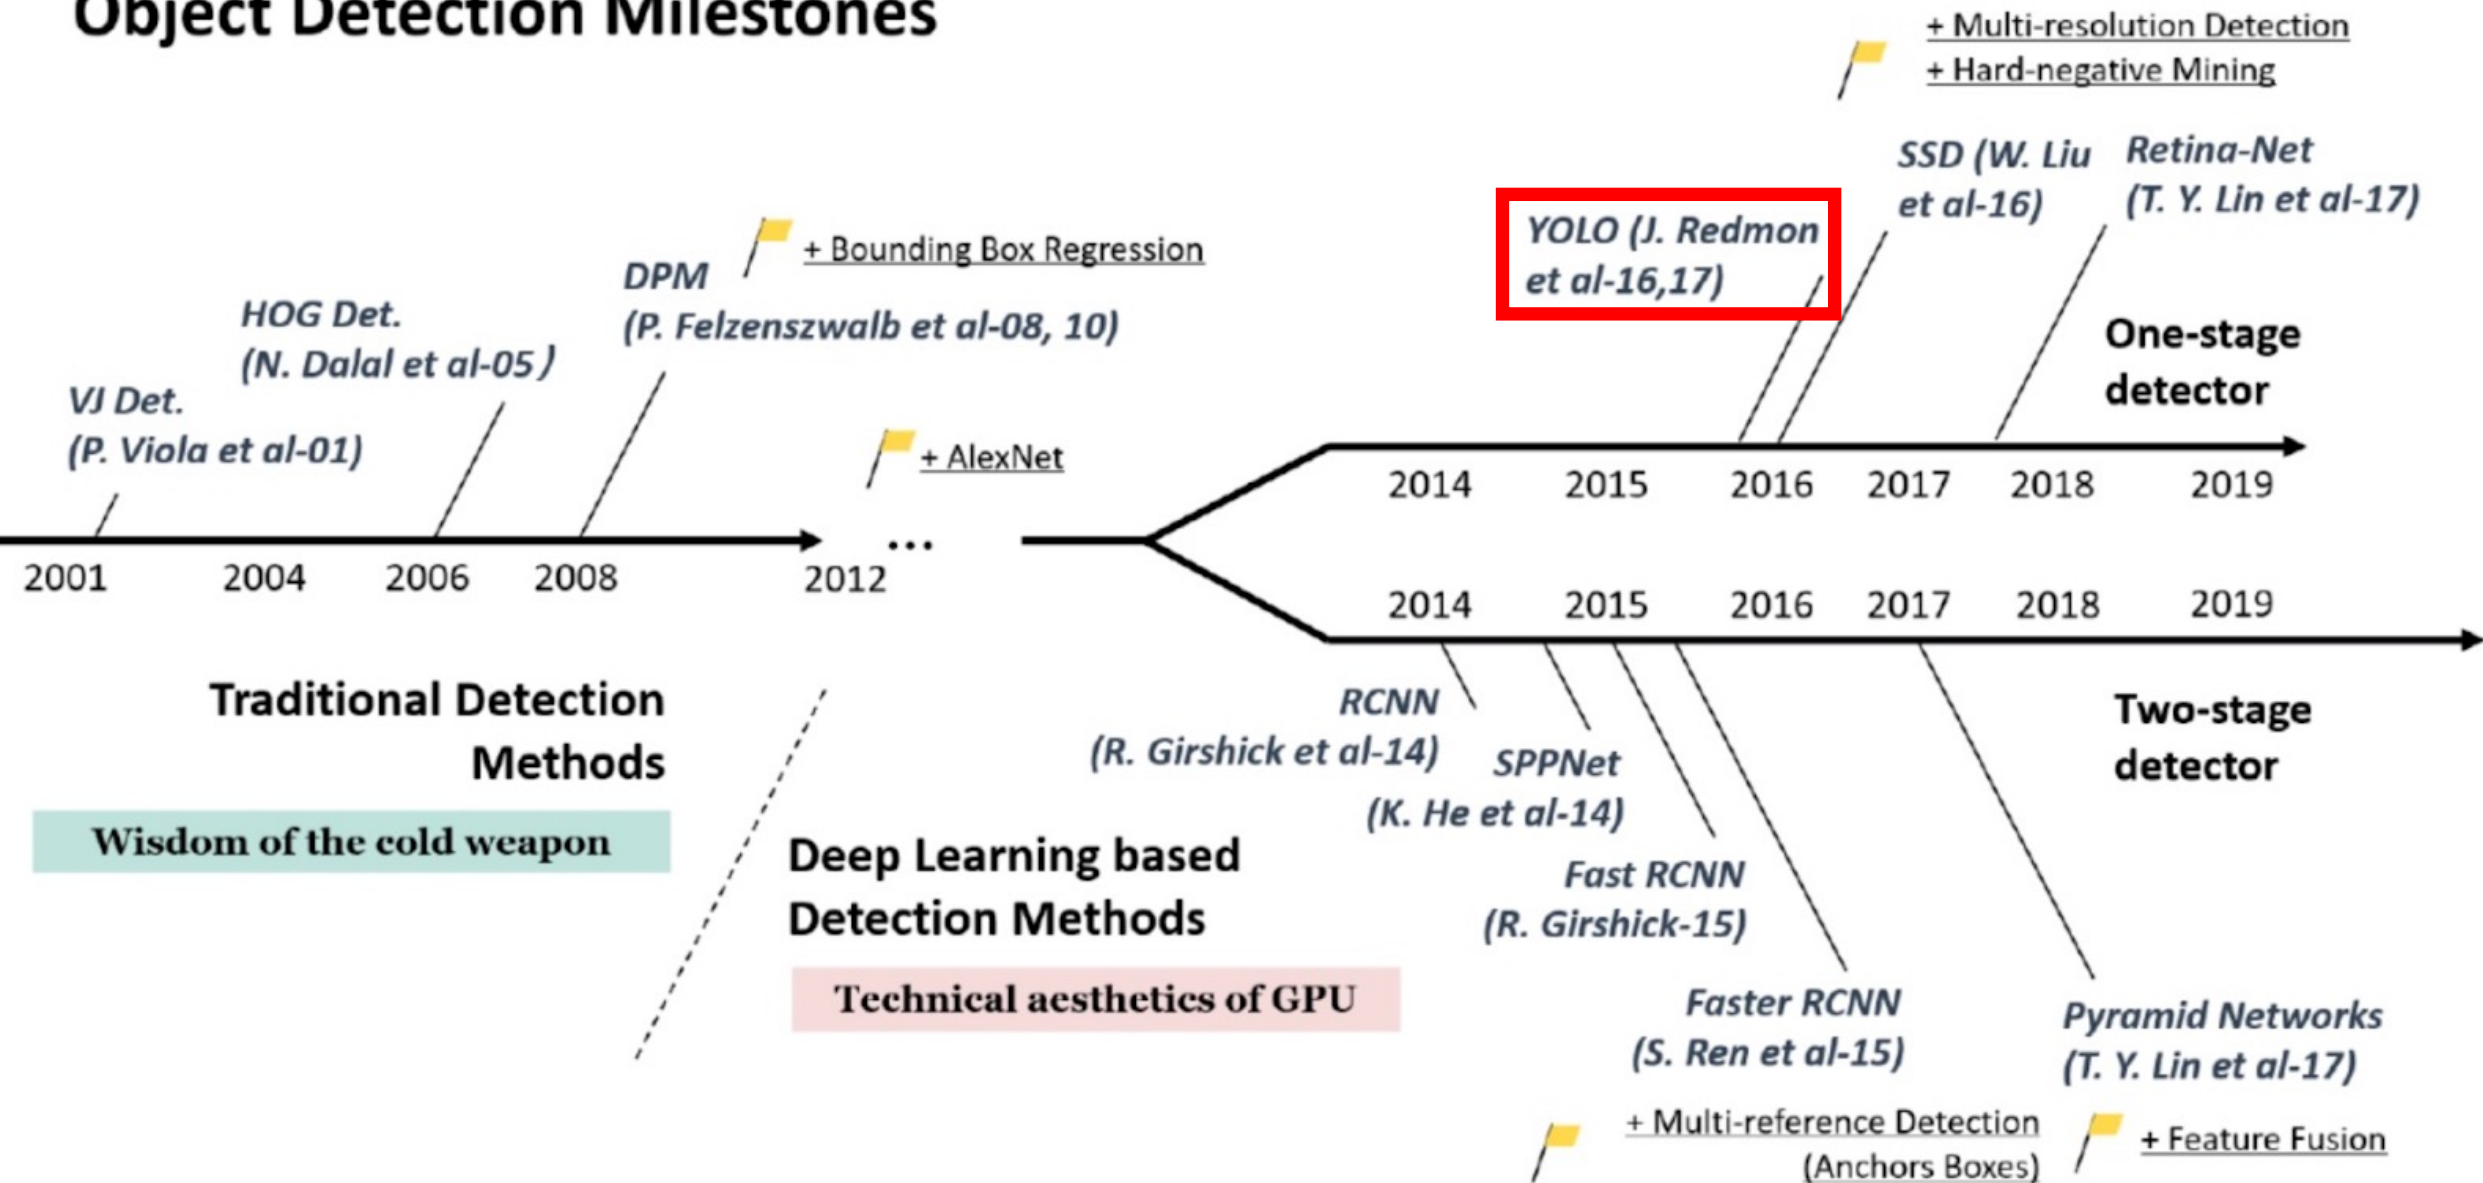 Object Detection Milestones
+ Multi-resolution Detection
+ Hard-negative Mining
SSD (W. Liu
et al-16)
Retina-Net
(T. Y. Lin et al-17)
YOLO (J. Redmon
et al-16,17)
+ Bounding Box Regression
DPM
(P. Felzenszwalb et al-08, 10)
HOG Det.
(N. Dalal et al-05)
VJ Det.
(P. Viola et al-01)
+ AlexNet
One-stage
detector
2014 2015 2016 2017 2018 2019
2001 2004 2006 2008 2012
...
2014 2015 2016 2017 2018 2019
Traditional Detection
Methods
Wisdom of the cold weapon
Deep Learning based
Detection Methods
Technical aesthetics of GPU
RCNN
(R. Girshick et al-14)
SPPNet
(K. He et al-14)
Fast RCNN
(R. Girshick-15)
Faster RCNN
(S. Ren et al-15)
+ Multi-reference Detection
(Anchors Boxes)
Two-stage
detector
Pyramid Networks
(T. Y. Lin et al-17)
+ Feature Fusion